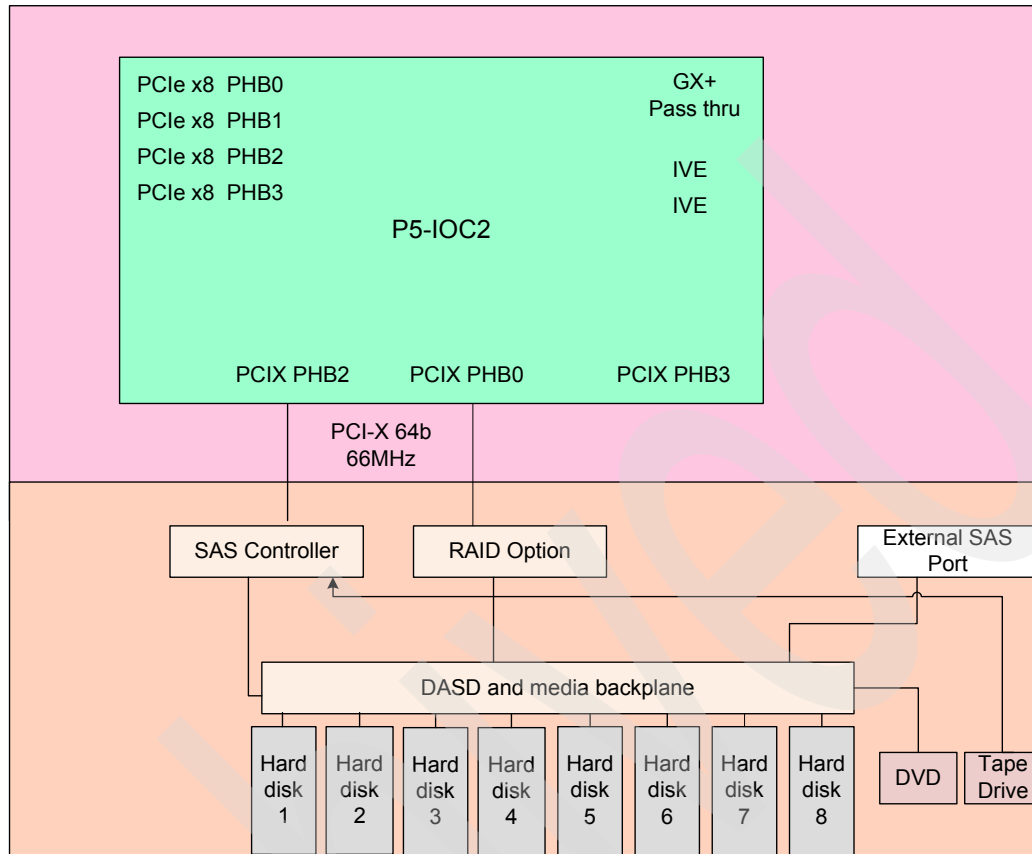 PCIe x8 PHB0
PCIe x8 PHB1
PCIe x8 PHB2
PCIe x8 PHB3
GX+
Pass thru
IVE
IVE
P5-IOC2
PCIX PHB2
PCIX PHB0
PCIX PHB3
PCI-X 64b
66MHz
SAS Controller
RAID Option
External SAS
Port
DASD and media backplane
Hard
disk
1
Hard
disk
2
Hard
disk
3
Hard
disk
4
Hard
disk
5
Hard
disk
6
Hard
disk
7
Hard
disk
8
DVD
Tape
Drive